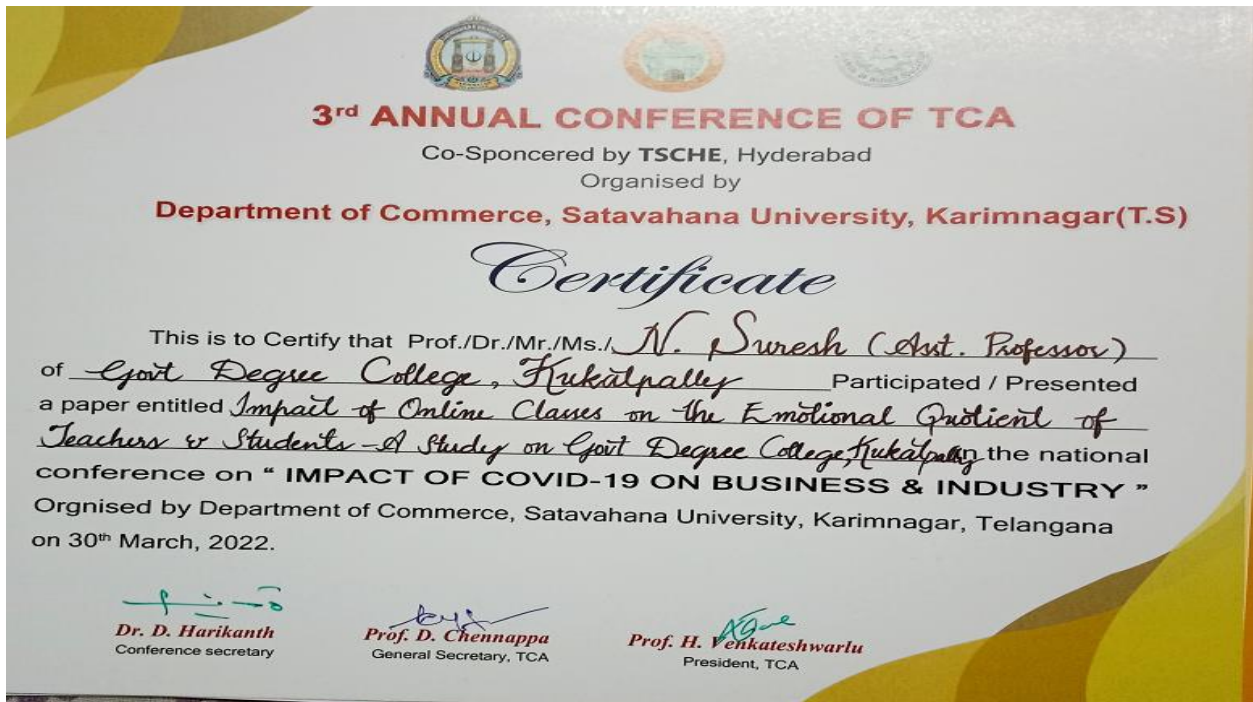 3rd ANNUAL CONFERENCE OF TCA
Co-Sponcered by TSCHE, Hyderabad
Organised by
Department of Commerce, Satavahana University, Karimnagar(T.S)
Certificate
This is to Certify that Prof./Dr./Mr./Ms./ N. Suresh (Asst. Professor)
of Govt Degree College, Kukatpally Participated / Presented
a paper entitled Impact of Online Classes on the Emotional Quotient of
Teachers & Students - A Study on Govt Degree College, Kukatpally in the national
conference on " IMPACT OF COVID-19 ON BUSINESS & INDUSTRY "
Orgnised by Department of Commerce, Satavahana University, Karimnagar, Telangana
on 30th March, 2022.
Dr. D. Harikanth Prof. D. Chennappa Prof. H. Venkateshwarlu
Conference secretary General Secretary, TCA President, TCA